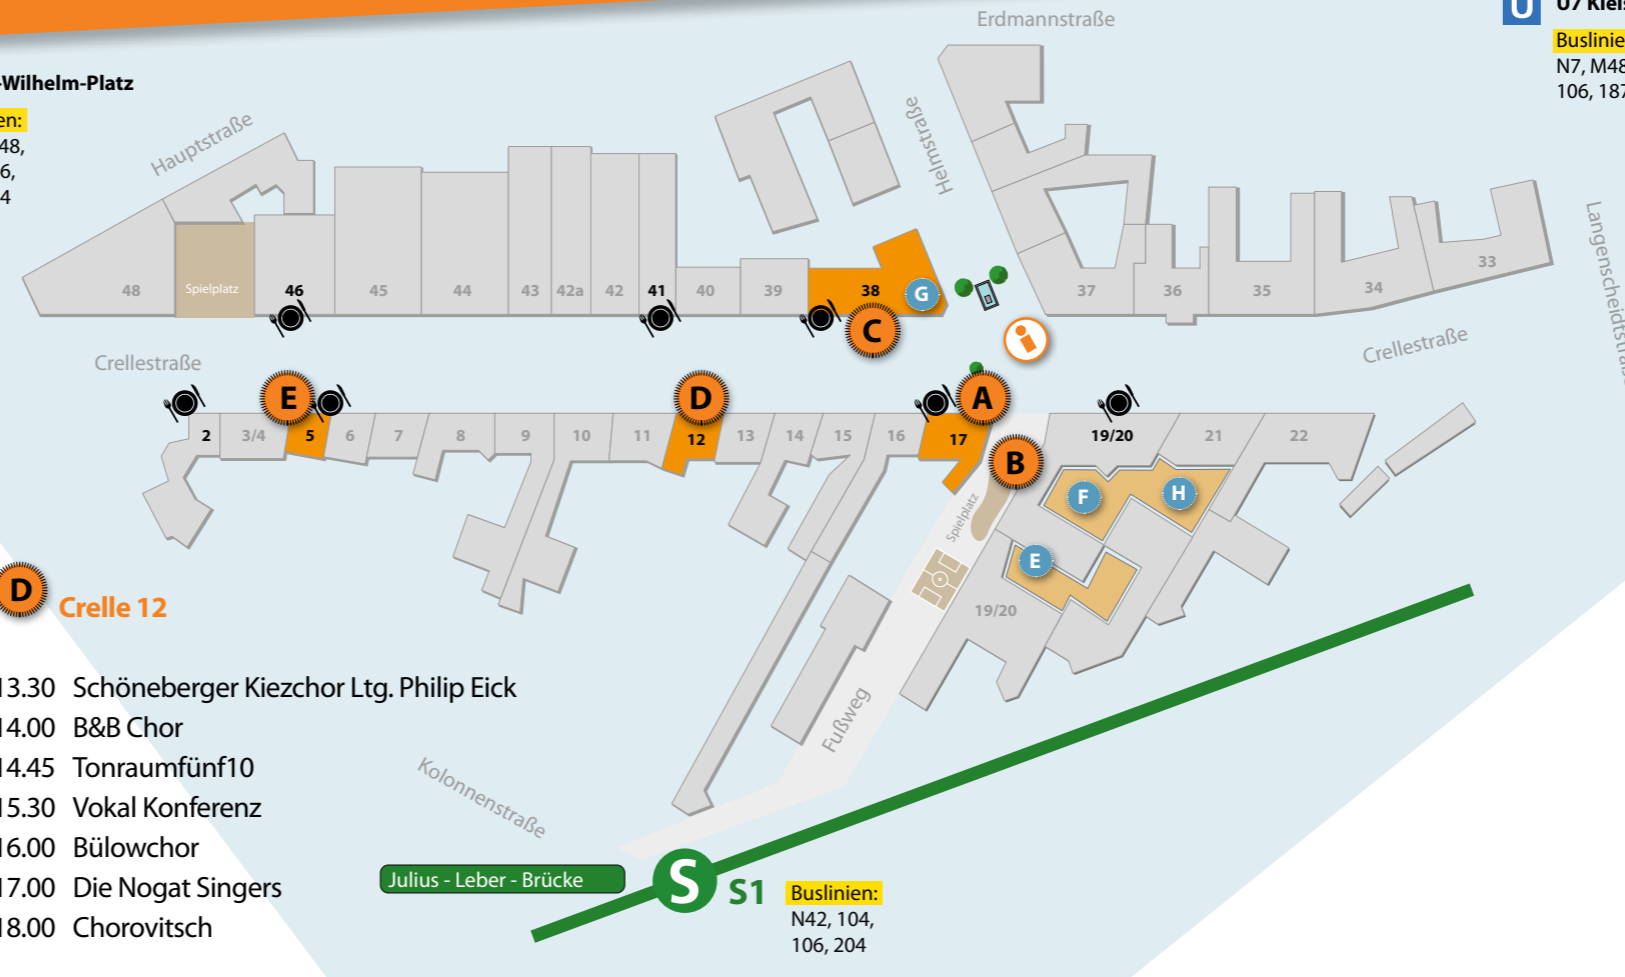 Erdmannstraße
U
U7 Kleis
Buslinie
N7, M48
106, 187
-Wilhelm-Platz
en:
48,
6,
4
Hauptstraße
Helmstraße
Langenscheidtstraße
48
Spielplatz
46
45
44
43
42a
42
41
40
39
38
G
37
36
35
34
33
C
Crellestraße
Crellestraße
E
D
A
2
3/4
5
6
7
8
9
10
11
12
13
14
15
16
17
19/20
21
22
B
F
H
Spielplatz
E
19/20
Fußweg
D
Crelle 12
13.30 Schöneberger Kiezchor Ltg. Philip Eick
14.00 B&B Chor
14.45 Tonraumfünf10
15.30 Vokal Konferenz
16.00 Bülowchor
17.00 Die Nogat Singers
18.00 Chorovitsch
Kolonnenstraße
Julius - Leber - Brücke
S
S1
Buslinien:
N42, 104,
106, 204